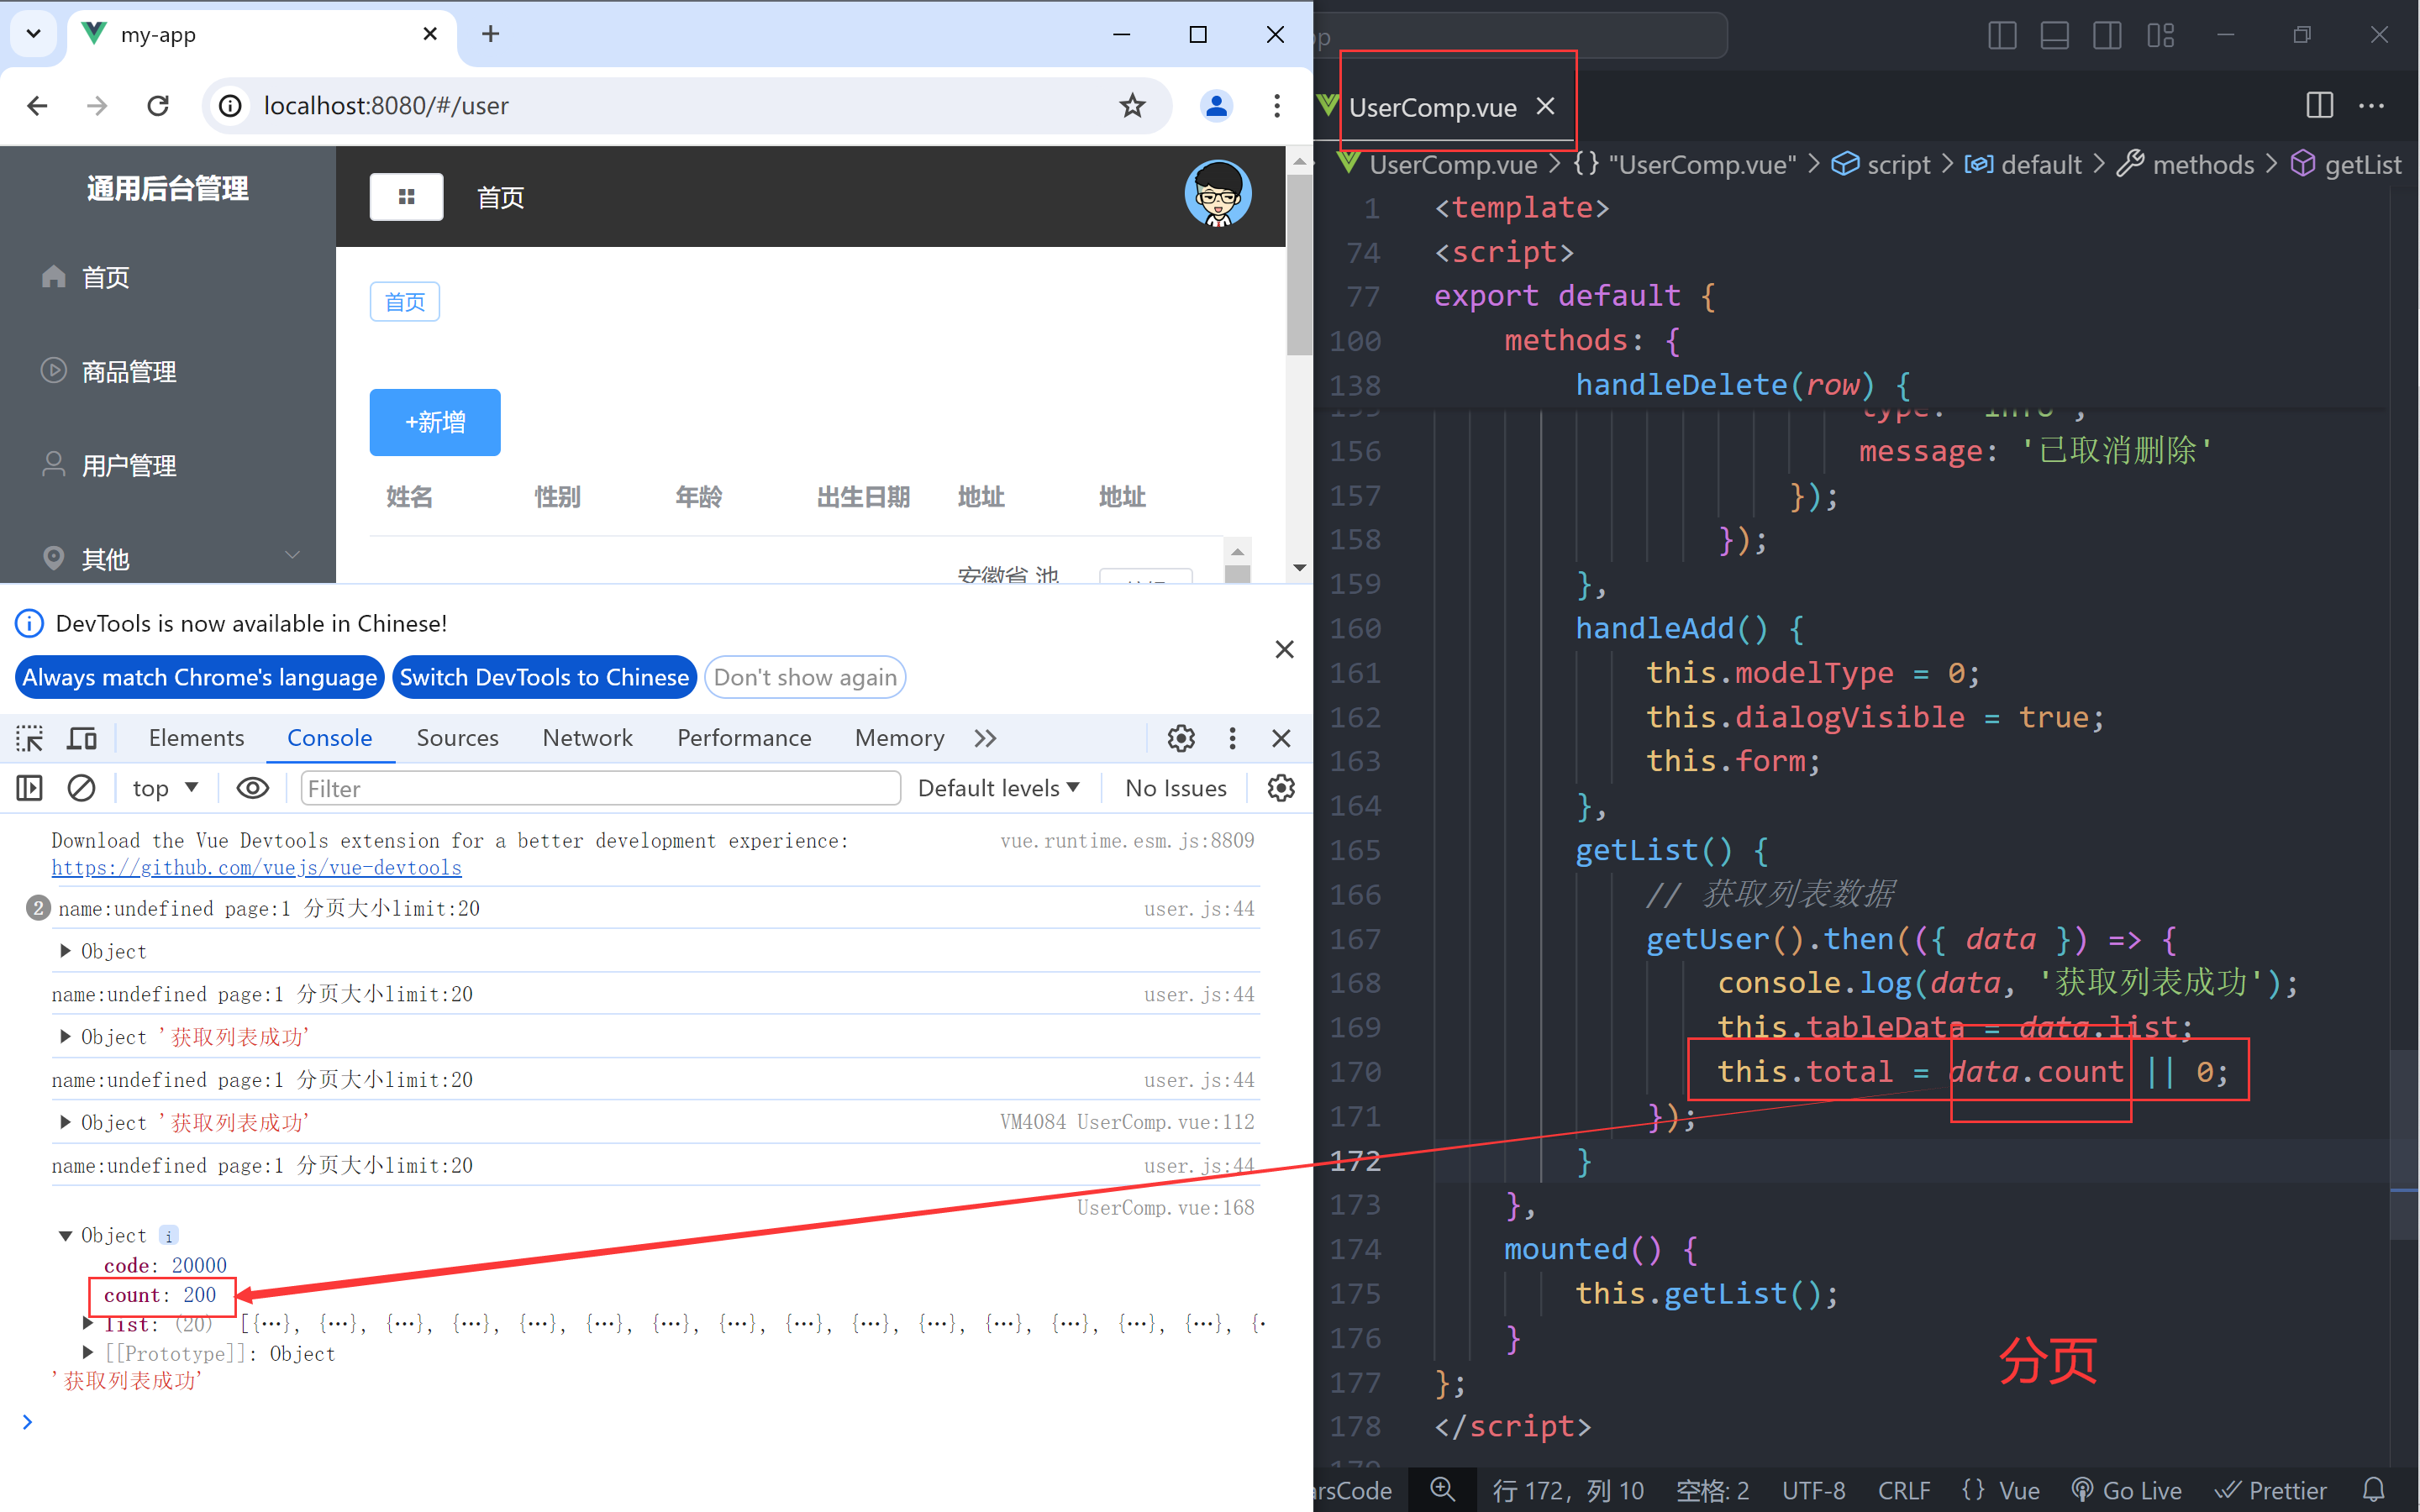 my-app
localhost:8080/#/user
通用后台管理
首页
首页
商品管理
用户管理
其他
首页
+新增
姓名 性别 年龄 出生日期 地址 地址
安徽省 池
DevTools is now available in Chinese!
Always match Chrome's language Switch DevTools to Chinese Don't show again
Elements Console Sources Network Performance Memory
top Filter Default levels No Issues
Download the Vue Devtools extension for a better development experience: vue.runtime.esm.js:8809
https://github.com/vuejs/vue-devtools
2 name:undefined page:1 分页大小limit:20 user.js:44
Object
name:undefined page:1 分页大小limit:20 user.js:44
Object '获取列表成功'
name:undefined page:1 分页大小limit:20 user.js:44
Object '获取列表成功' VM4084 UserComp.vue:112
name:undefined page:1 分页大小limit:20 user.js:44
UserComp.vue:168
Object i
code: 20000
count: 200
list: (20) [{…}, {…}, {…}, {…}, {…}, {…}, {…}, {…}, {…}, {…}, {…}, {…}, {…}, {…}, {…}, {…
[[Prototype]]: Object
'获取列表成功'
UserComp.vue
UserComp.vue > {} "UserComp.vue" > script > default > methods > getList
1 <template>
74 <script>
77 export default {
100 methods: {
138 handleDelete(row) {
155 type: 'info',
156 message: '已取消删除'
157 });
158 });
159 },
160 handleAdd() {
161 this.modelType = 0;
162 this.dialogVisible = true;
163 this.form;
164 },
165 getList() {
166 // 获取列表数据
167 getUser().then(({ data }) => {
168 console.log(data, '获取列表成功');
169 this.tableData = data.list;
170 this.total = data.count || 0;
171 });
172 }
173 },
174 mounted() {
175 this.getList();
176 }
177 };
178 </script>
分页
arsCode 行 172，列 10 空格: 2 UTF-8 CRLF {} Vue Go Live Prettier